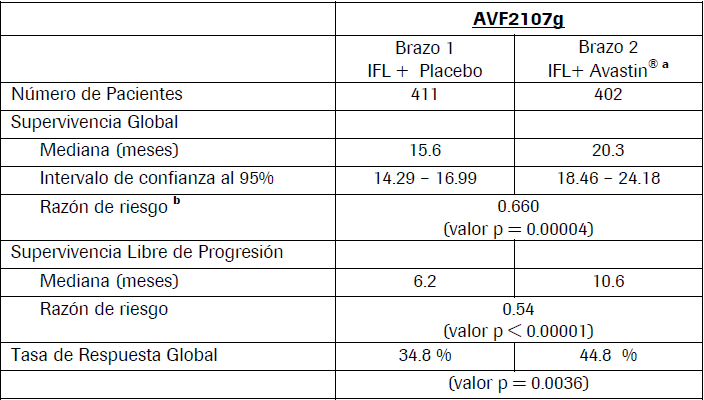 AVF2107g
Brazo 1 Brazo 2
IFL + Placebo IFL+ Avastin® a
Número de Pacientes 411 402
Supervivencia Global
Mediana (meses) 15.6 20.3
Intervalo de confianza al 95% 14.29 – 16.99 18.46 – 24.18
Razón de riesgo b 0.660
(valor p = 0.00004)
Supervivencia Libre de Progresión
Mediana (meses) 6.2 10.6
Razón de riesgo 0.54
(valor p < 0.00001)
Tasa de Respuesta Global 34.8 % 44.8 %
(valor p = 0.0036)